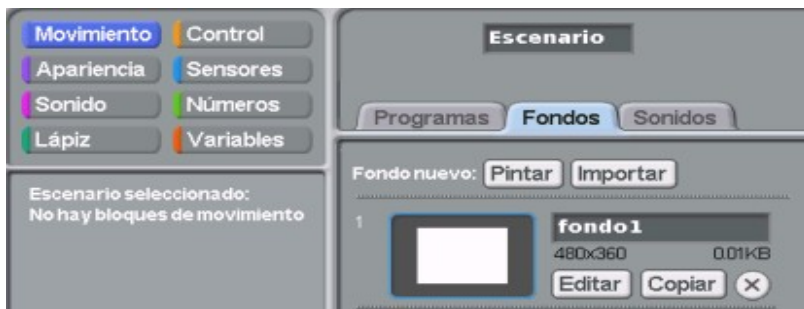 Movimiento Control
Apariencia Sensores
Sonido Números
Lápiz Variables
Escenario seleccionado:
No hay bloques de movimiento
Escenario
Programas Fondos Sonidos
Fondo nuevo: Pintar Importar
1
fondo1
480x360 0.01KB
Editar Copiar